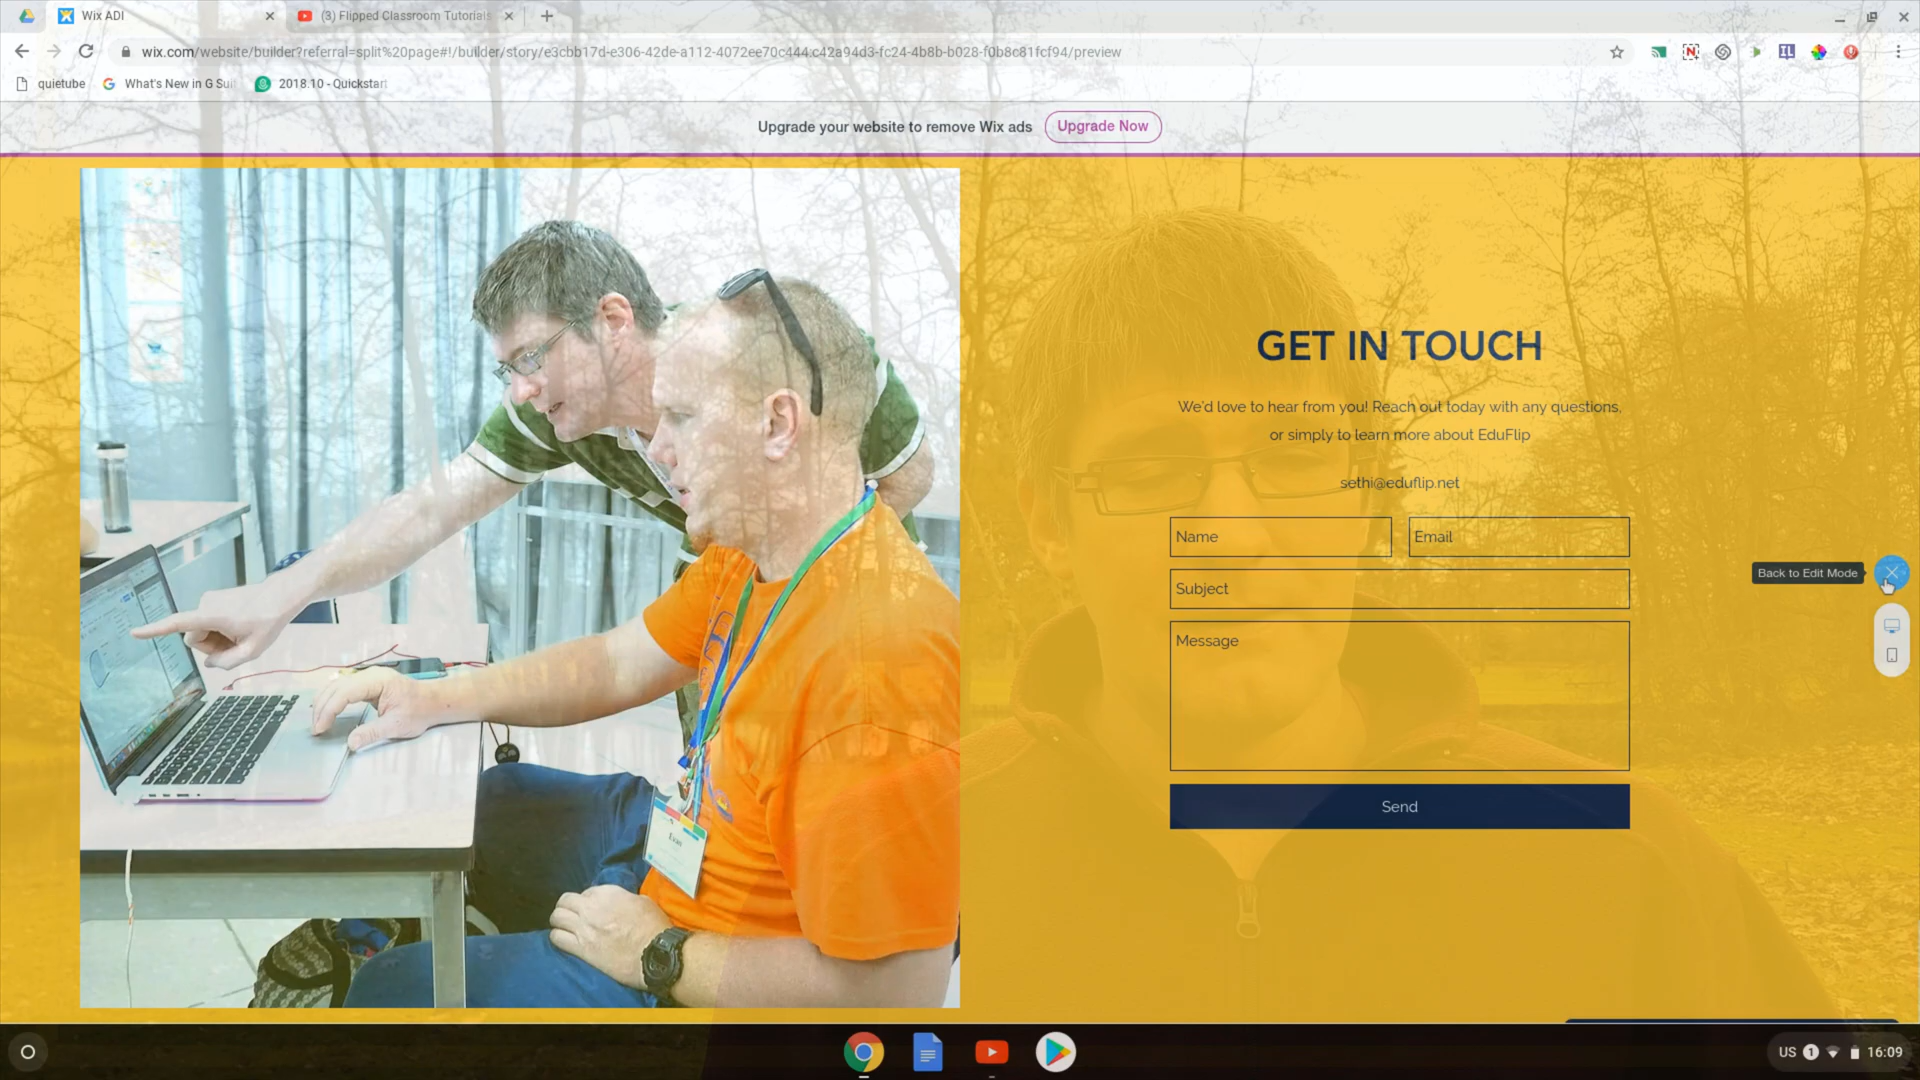 Wix ADI
(3) Flipped Classroom Tutorials
wix.com/website/builder?referral=split%20page#!/builder/story/e3cbb17d-e306-42de-a112-4072ee70c444:c42a94d3-fc24-4b8b-b028-f0b8c81fcf94/preview
quietube
What's New in G Suit
2018.10 - Quickstart
Upgrade your website to remove Wix ads
Upgrade Now
GET IN TOUCH
We'd love to hear from you! Reach out today with any questions,
or simply to learn more about EduFlip
sethi@eduflip.net
Name
Email
Back to Edit Mode
Subject
Message
Send
Evan
US
1
16:09